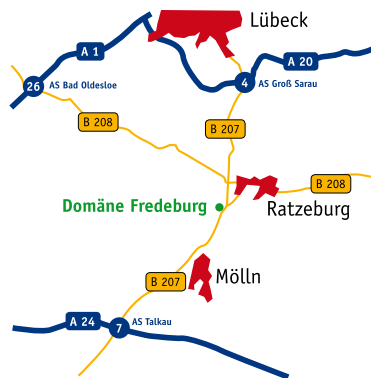 Lübeck
A 1
A 20
26
AS Bad Oldesloe
4
AS Groß Sarau
B 208
B 207
B 208
Domäne Fredeburg
Ratzeburg
Mölln
B 207
A 24
7
AS Talkau